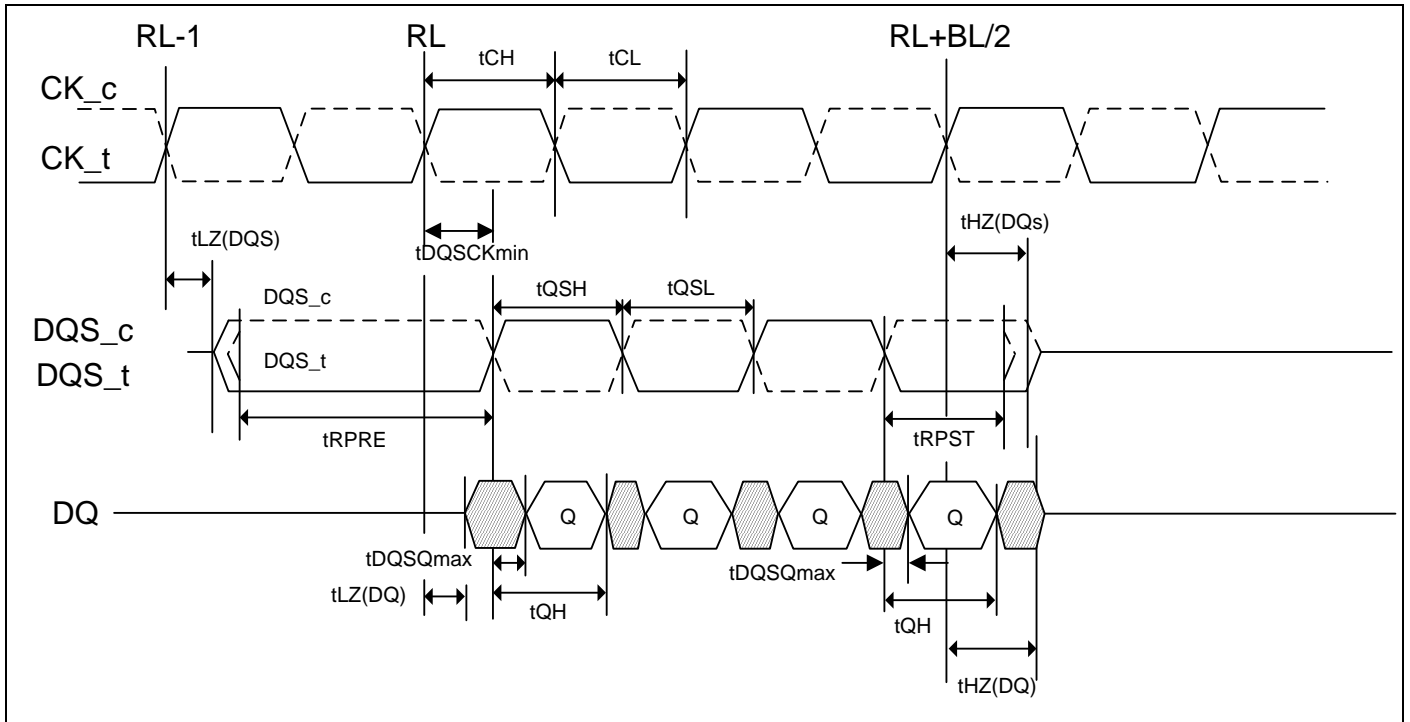 RL-1 RL RL+BL/2
tCH tCL
CK_c
CK_t
tLZ(DQS) tDQSCKmin tHZ(DQs)
DQS_c tQSH tQSL
DQS_c
DQS_t
DQS_t
tRPRE tRPST
DQ Q Q Q Q
tDQSQmax tDQSQmax
tLZ(DQ) tQH
tQH
tHZ(DQ)